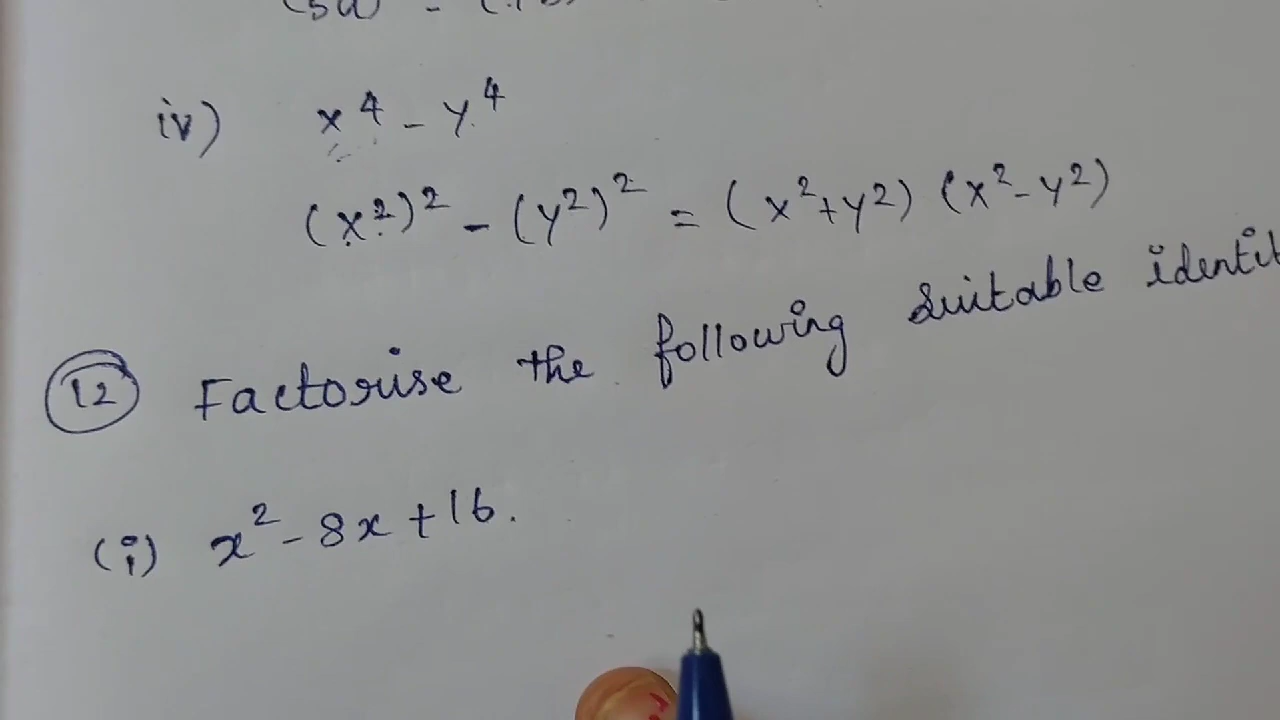 iv) x⁴ - y⁴
(x²)² - (y²)² = (x²+y²) (x²-y²)
12 Factorise the following suitable identit
(i) x² - 8x + 16.